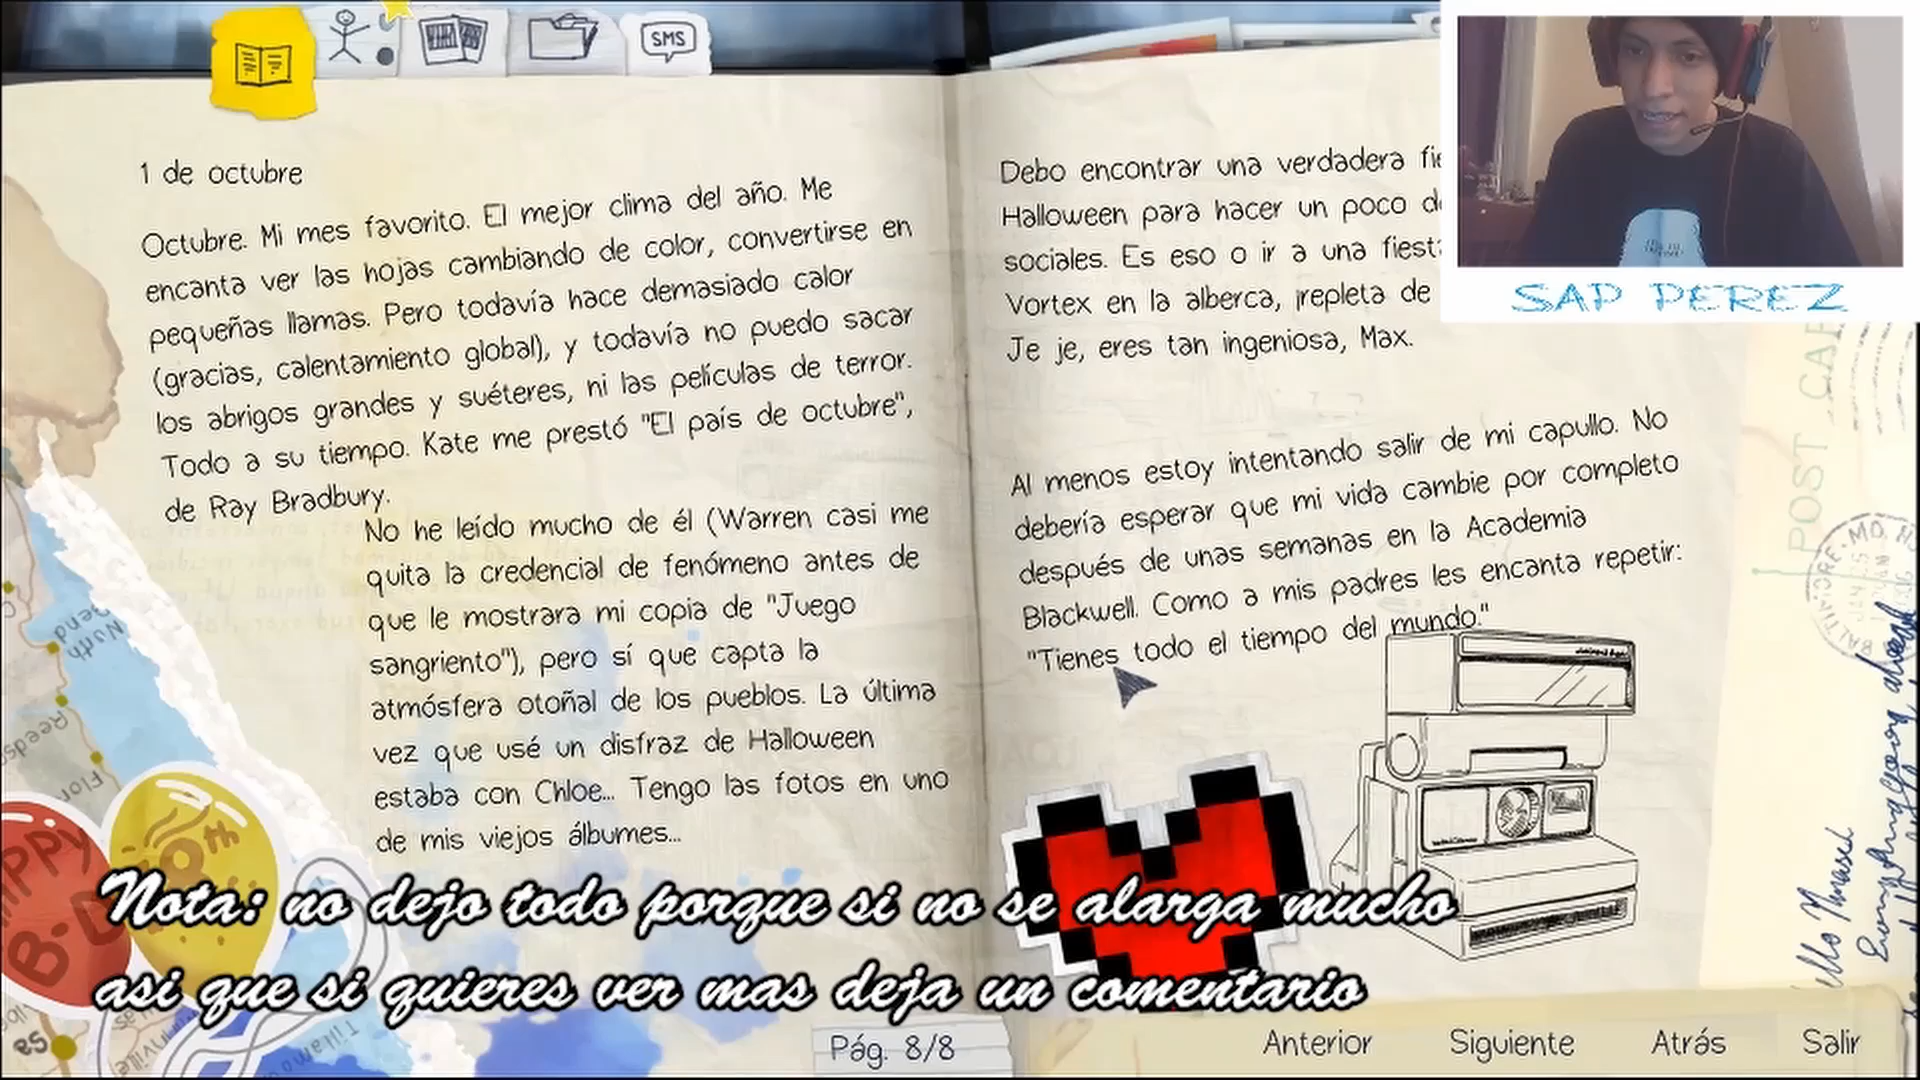 SMS
1 de octubre
Octubre. Mi mes favorito. El mejor clima del año. Me
encanta ver las hojas cambiando de color, convertirse en
pequeñas llamas. Pero todavía hace demasiado calor
(gracias, calentamiento global), y todavía no puedo sacar
los abrigos grandes y suéteres, ni las películas de terror.
Todo a su tiempo. Kate me prestó "El país de octubre",
de Ray Bradbury.
No he leído mucho de él (Warren casi me
quita la credencial de fenómeno antes de
que le mostrara mi copia de "Juego
sangriento"), pero sí que capta la
atmósfera otoñal de los pueblos. La última
vez que usé un disfraz de Halloween
estaba con Chloe... Tengo las fotos en uno
de mis viejos álbumes...
Debo encontrar una verdadera
Halloween para hacer un poco
sociales. Es eso o ir a una
Vortex en la alberca, ¡repleta de
Je je, eres tan ingeniosa, Max.
Al menos estoy intentando salir de mi capullo. No
debería esperar que mi vida cambie por completo
después de unas semanas en la Academia
Blackwell. Como a mis padres les encanta repetir:
"Tienes todo el tiempo del mundo."
SAP PEREZ
POST
North
Bend
B-D
Nota: no dejo todo porque si no se alarga mucho
asi que si quieres ver mas deja un comentario
Pág. 8/8
Anterior
Siguiente
Atrás
Salir